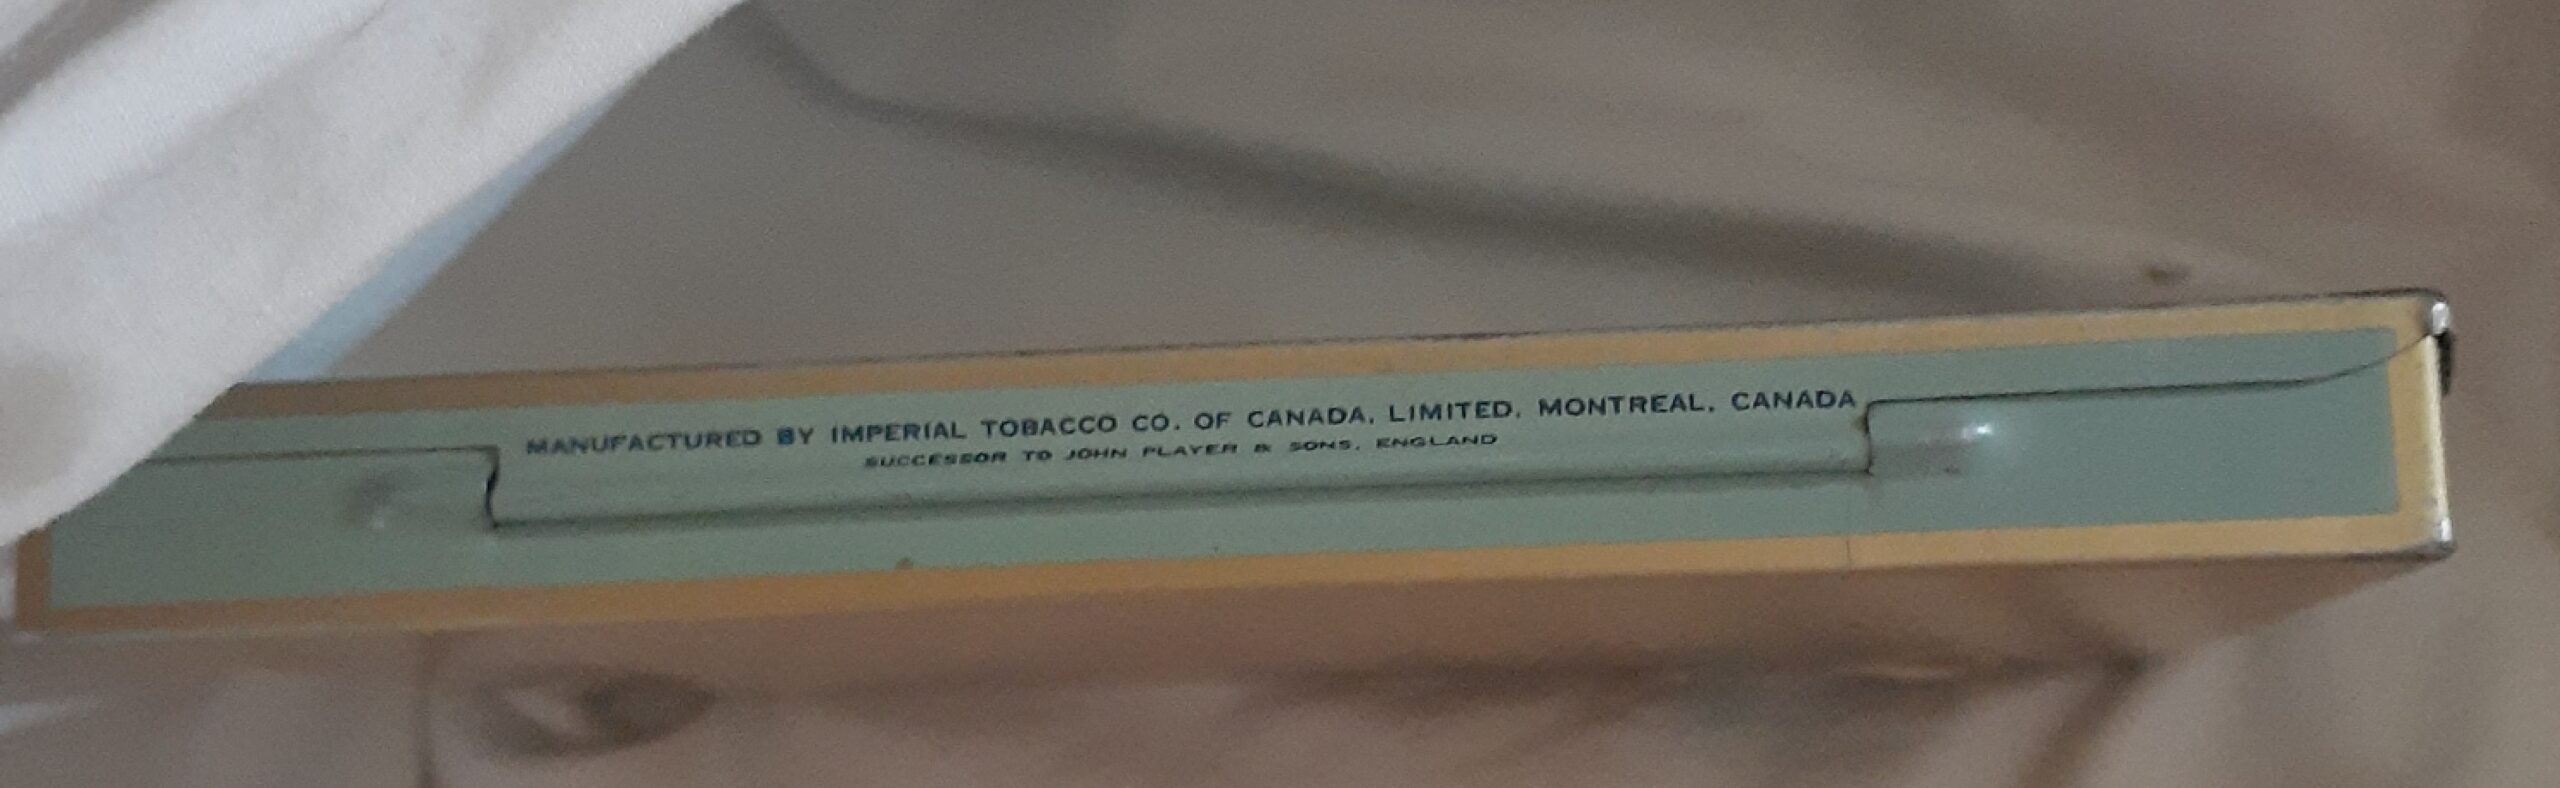 MANUFACTURED BY IMPERIAL TOBACCO CO. OF CANADA, LIMITED, MONTREAL, CANADA
SUCCESSOR TO JOHN PLAYER & SONS, ENGLAND